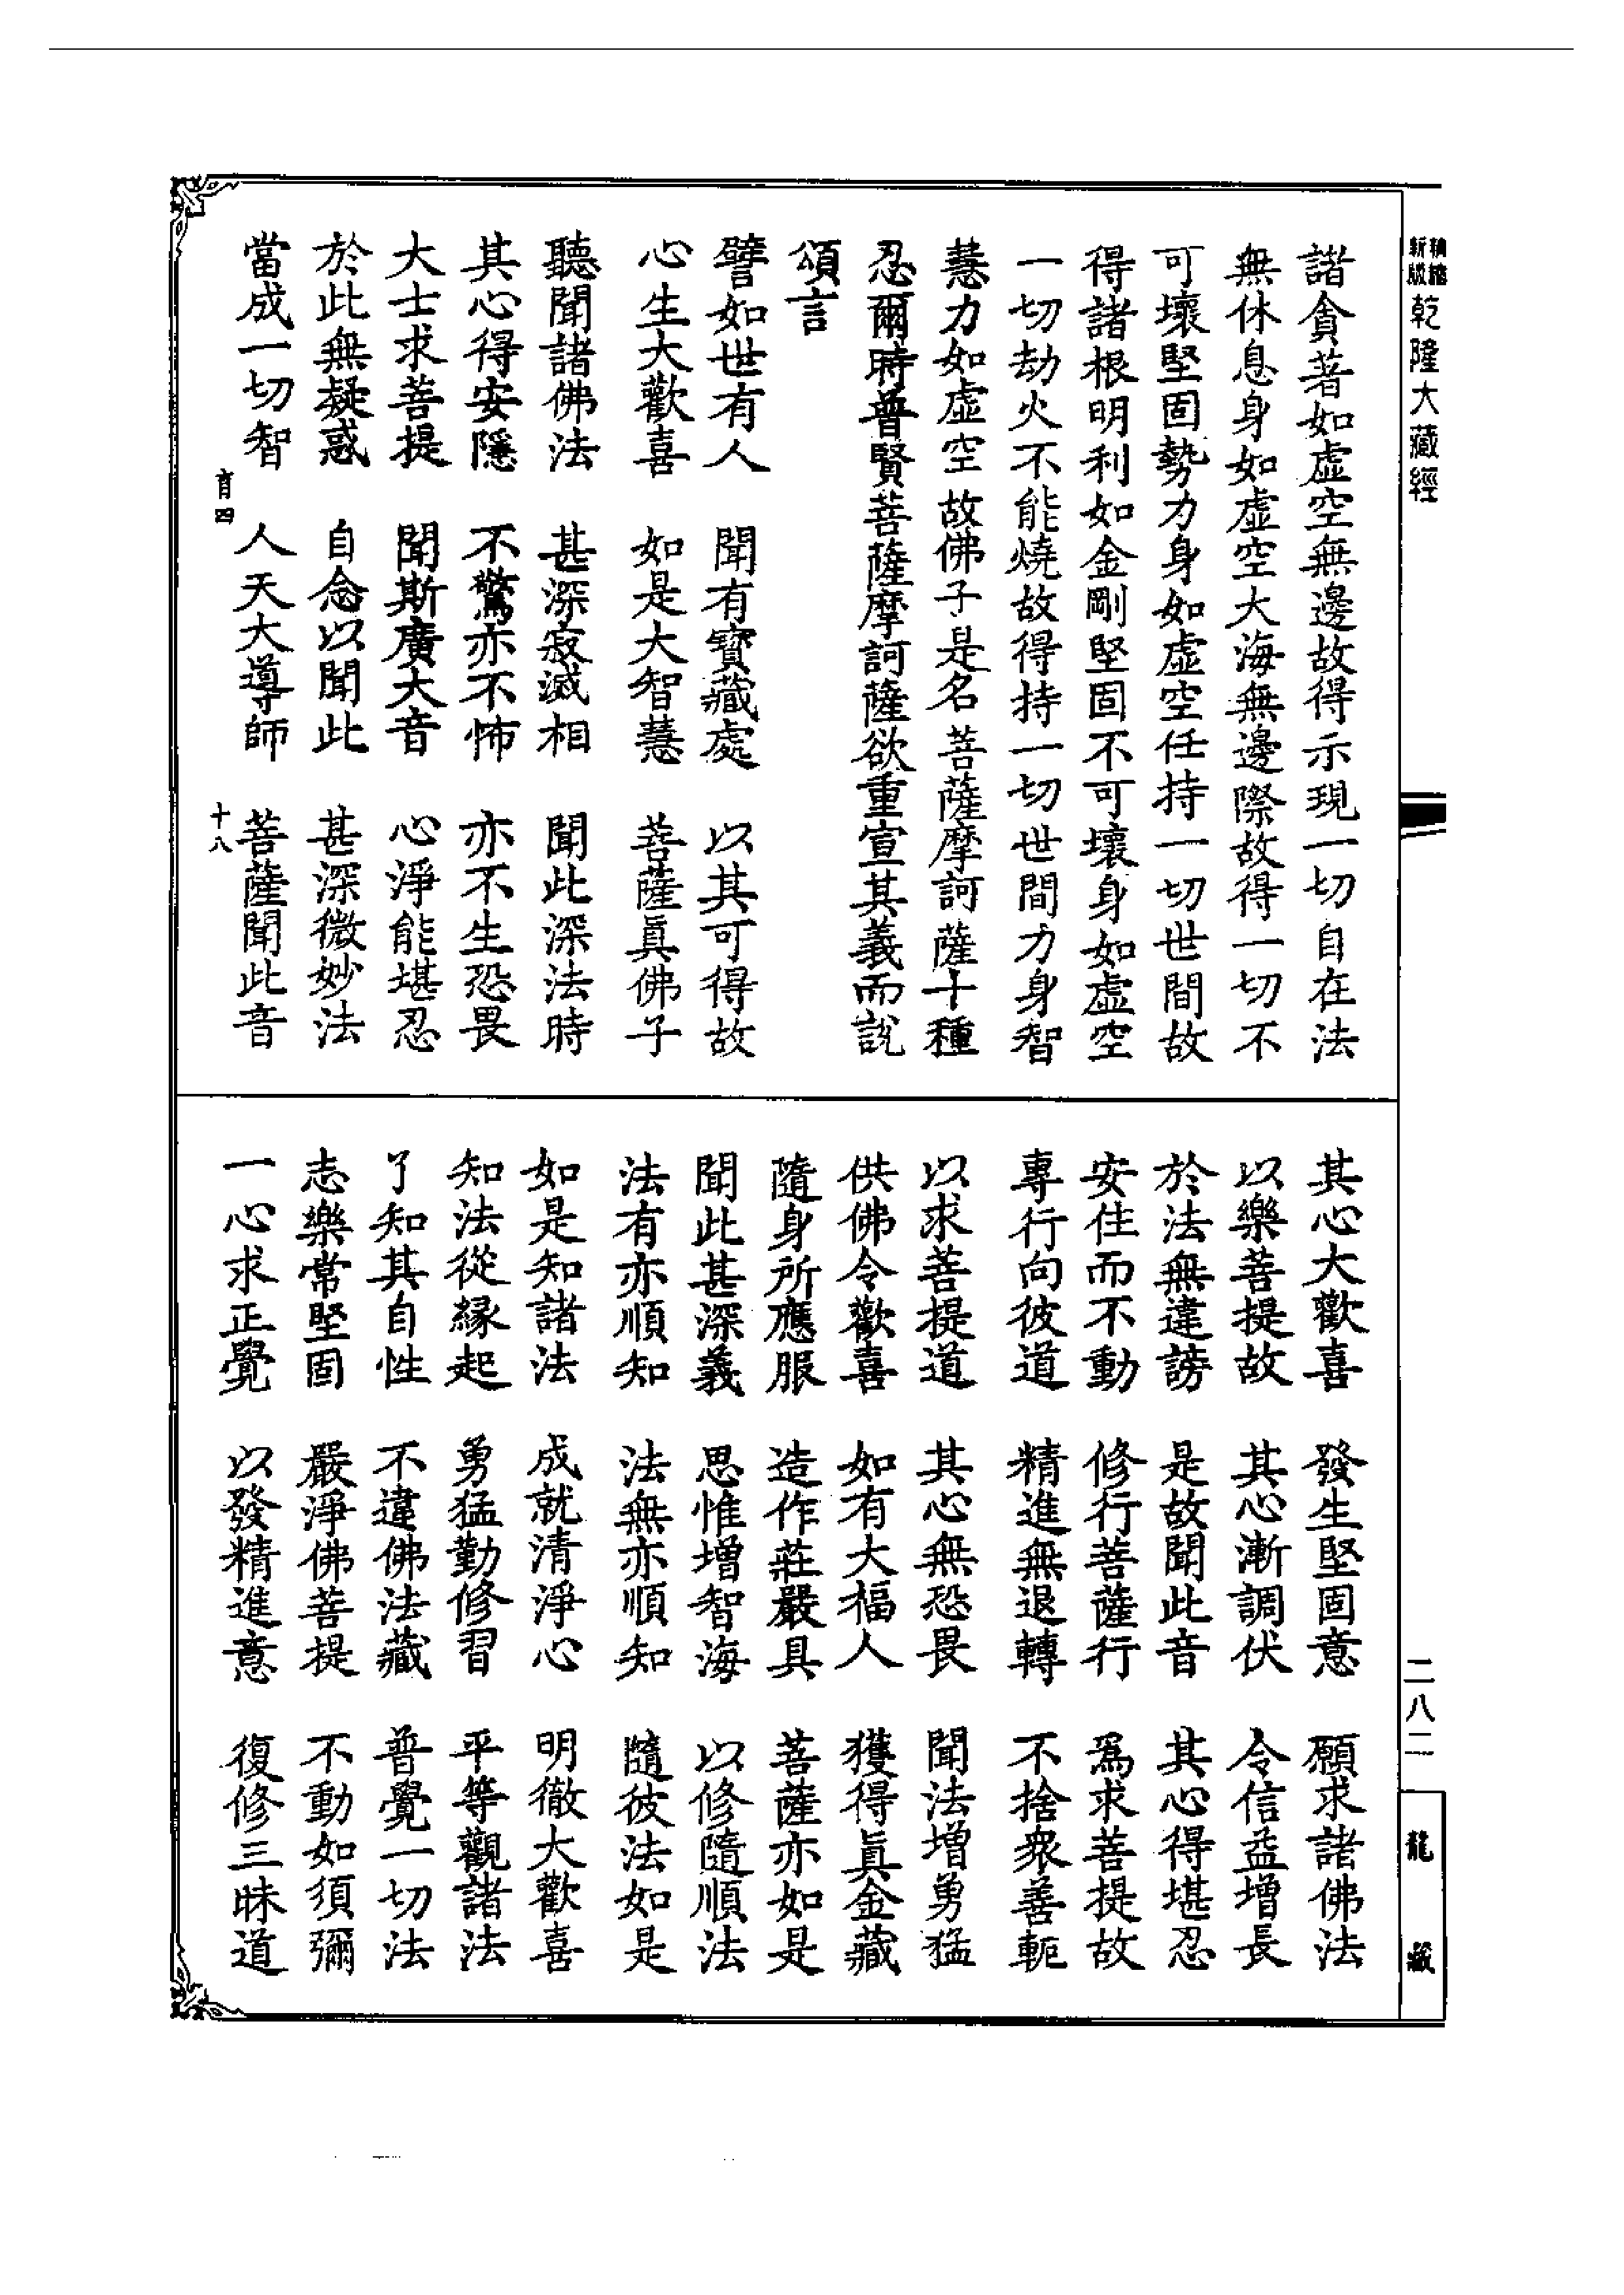 新版精縮乾隆大藏經
諸貪著如虛空無邊故得示現一切自在法
無休息身如虛空大海無邊際故得一切不
可壞堅固勢力身如虛空任持一切世間故
得諸根明利如金剛堅固不可壞身如虛空
一切劫火不能燒故得持一切世間力身智
慧力如虛空故佛子是名菩薩摩訶薩十種
忍爾時普賢菩薩摩訶薩欲重宣其義而說
頌言
譬如世有人 聞有寶藏處 以其可得故
心生大歡喜 如是大智慧 菩薩真佛子
聽聞諸佛法 甚深寂滅相 聞此深法時
其心得安隱 不驚亦不怖 亦不生恐畏
大士求菩提 聞斯廣大音 心淨能堪忍
於此無疑惑 自念以聞此 甚深微妙法
當成一切智 人天大導師 菩薩聞此音
育四 十八
其心大歡喜 發生堅固意 願求諸佛法
以樂菩提故 其心漸調伏 令信益增長
於法無違謗 是故聞此音 其心得堪忍
安住而不動 修行菩薩行 為求菩提故
專行向彼道 精進無退轉 不捨衆善軛
以求菩提道 其心無恐畏 聞法增勇猛
供佛令歡喜 如有大福人 獲得真金藏
隨身所應服 造作莊嚴具 菩薩亦如是
聞此甚深義 思惟增智海 以修隨順法
法有亦順知 法無亦順知 隨彼法如是
如是知諸法 成就清淨心 明徹大歡喜
知法從緣起 勇猛勤修習 平等觀諸法
了知其自性 不違佛法藏 普覺一切法
志樂常堅固 嚴淨佛菩提 不動如須彌
一心求正覺 以發精進意 復修三昧道
二八二
龍藏